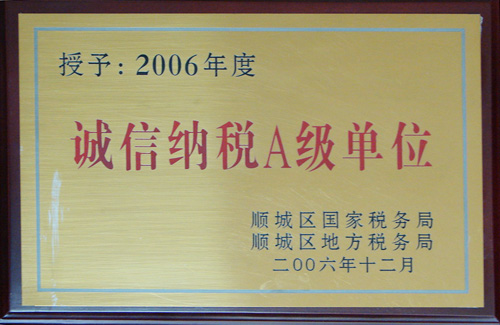 授予：2006年度
诚信纳税A级单位
顺城区国家税务局
顺城区地方税务局
二00六年十二月